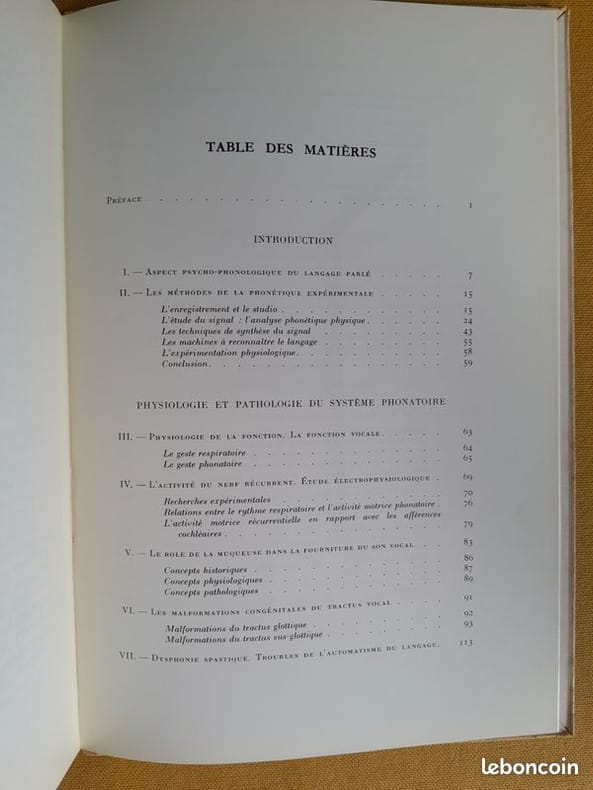 TABLE DES MATIÈRES
PRÉFACE . . . . . . . . . . . . . . . . . 1
INTRODUCTION
I. — ASPECT PSYCHO-PHONOLOGIQUE DU LANGAGE PARLÉ . . . . . 7
II. — LES MÉTHODES DE LA PHONÉTIQUE EXPÉRIMENTALE . . . . . 15
L'enregistrement et le studio . . . . . . . . . . 15
L'étude du signal : l'analyse phonétique physique . . . . . 24
Les techniques de synthèse du signal . . . . . . . . 43
Les machines à reconnaître le langage . . . . . . . 55
L'expérimentation physiologique . . . . . . . . . 58
Conclusion . . . . . . . . . . . . . . 59
PHYSIOLOGIE ET PATHOLOGIE DU SYSTÈME PHONATOIRE
III. — PHYSIOLOGIE DE LA FONCTION. LA FONCTION VOCALE . . . . . 63
Le geste respiratoire . . . . . . . . . . . 64
Le geste phonatoire . . . . . . . . . . . 65
IV. — L'ACTIVITÉ DU NERF RÉCURRENT. ÉTUDE ÉLECTROPHYSIOLOGIQUE . 69
Recherches expérimentales . . . . . . . . . 70
Relations entre le rythme respiratoire et l'activité motrice phonatoire . 76
L'activité motrice récurrentielle en rapport avec les afférences
cochléaires . . . . . . . . . . . . 79
V. — LE ROLE DE LA MUQUEUSE DANS LA FOURNITURE DU SON VOCAL . . 83
Concepts historiques . . . . . . . . . . . 86
Concepts physiologiques . . . . . . . . . . 87
Concepts pathologiques . . . . . . . . . . 89
VI. — LES MALFORMATIONS CONGÉNITALES DU TRACTUS VOCAL . . . . 91
Malformations du tractus glottique . . . . . . . . 92
Malformations du tractus sus-glottique . . . . . . . 93
VII. — DYSPHONIE SPASTIQUE. TROUBLES DE L'AUTOMATISME DU LANGAGE . 113
leboncoin